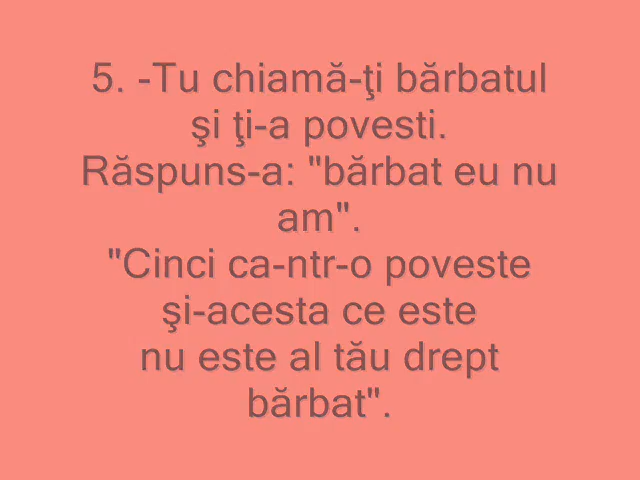 5. -Tu chiamă-ţi bărbatul
şi ţi-a povesti.
Răspuns-a: "bărbat eu nu
am".
"Cinci ca-ntr-o poveste
şi-acesta ce este
nu este al tău drept
bărbat".